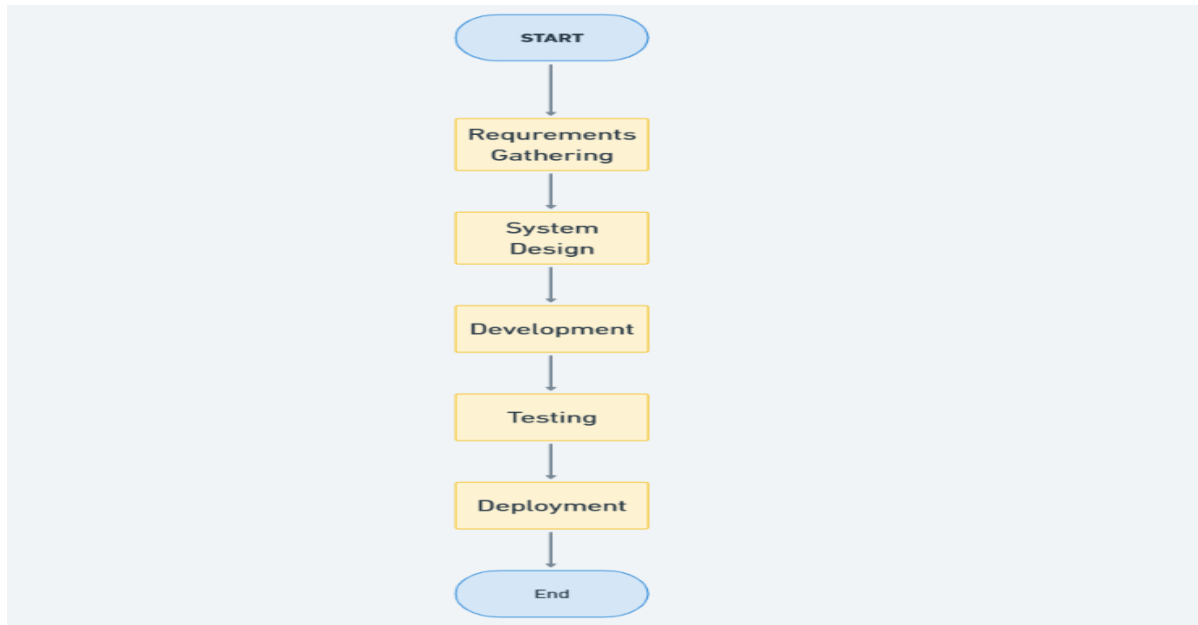 START
Requrements
Gathering
System
Design
Development
Testing
Deployment
End